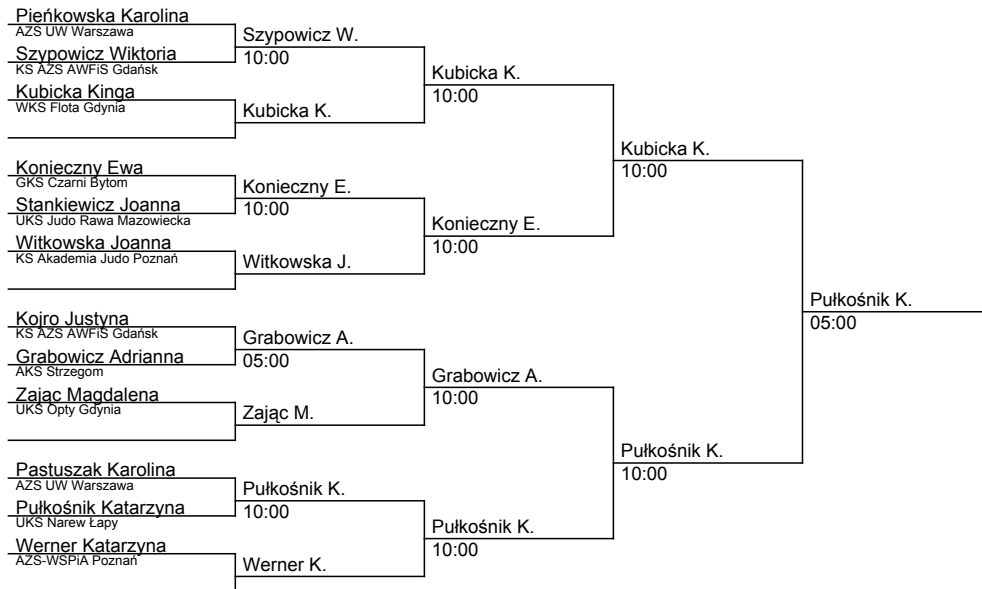 Pieńkowska Karolina
AZS UW Warszawa
Szypowicz W.
10:00
Szypowicz Wiktoria
KS AZS AWFiS Gdańsk
Kubicka K.
10:00
Kubicka Kinga
WKS Flota Gdynia
Kubicka K.
Kubicka K.
10:00
Konieczny Ewa
GKS Czarni Bytom
Konieczny E.
10:00
Stankiewicz Joanna
UKS Judo Rawa Mazowiecka
Konieczny E.
10:00
Witkowska Joanna
KS Akademia Judo Poznań
Witkowska J.
Pułkośnik K.
05:00
Kojro Justyna
KS AZS AWFiS Gdańsk
Grabowicz A.
05:00
Grabowicz Adrianna
AKS Strzegom
Grabowicz A.
10:00
Zając Magdalena
UKS Opty Gdynia
Zając M.
Pułkośnik K.
10:00
Pastuszak Karolina
AZS UW Warszawa
Pułkośnik K.
10:00
Pułkośnik Katarzyna
UKS Narew Łapy
Pułkośnik K.
10:00
Werner Katarzyna
AZS-WSPiA Poznań
Werner K.